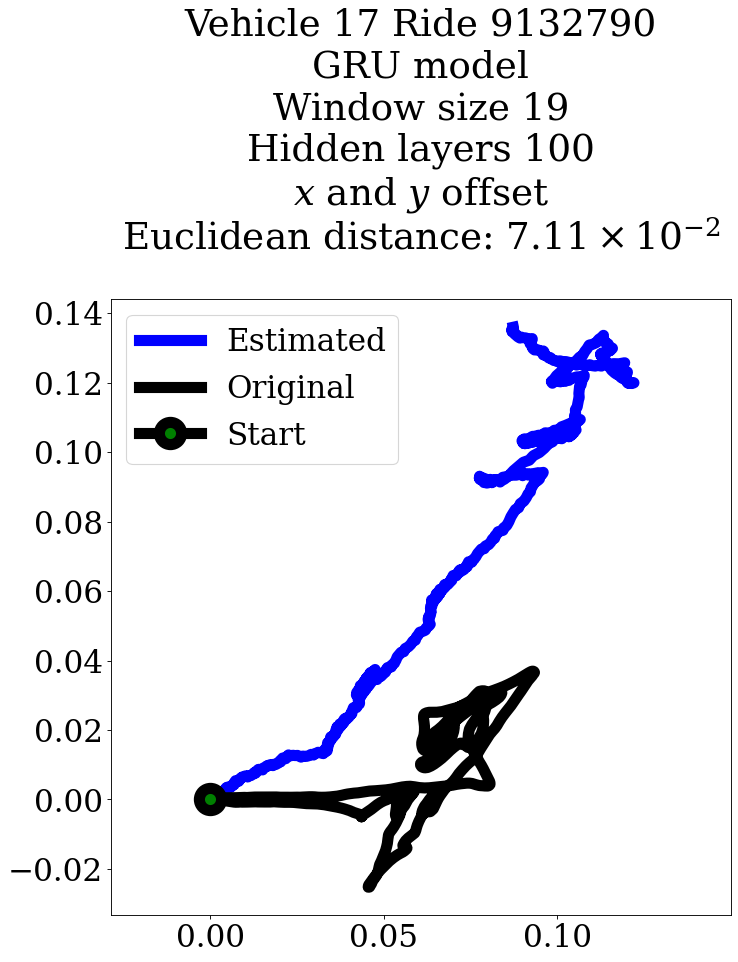 Vehicle 17 Ride 9132790
GRU model
Window size 19
Hidden layers 100
x and y offset
Euclidean distance: 7.11 × 10⁻²
0.14
0.12
0.10
0.08
0.06
0.04
0.02
0.00
−0.02
Estimated
Original
Start
0.00 0.05 0.10